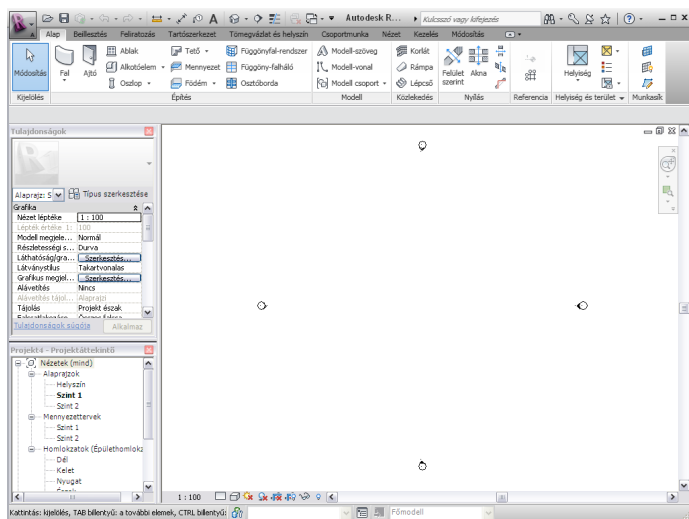 Autodesk R... Kulcsszó vagy kifejezés
Alap Beillesztés Feliratozás Tartószerkezet Tömegvázlat és helyszín Csoportmunka Nézet Kezelés Módosítás
Módosítás Fal Ajtó Ablak Alkotóelem Oszlop Tető Mennyezet Födém Függönyfal-rendszer Függöny-falháló Osztóborda Modell-szöveg Modell-vonal Modell csoport Korlát Rámpa Lépcső Felület szerint Akna Helyiség
Kijelölés Építés Modell Közlekedés Nyílás Referencia Helyiség és terület Munkasík
Tulajdonságok
Alaprajz: S Típus szerkesztése
Grafika
Nézet léptéke 1 : 100
Lépték értéke 1: 100
Modell megjele... Normál
Részletességi s... Durva
Láthatóság/gra... Szerkesztés...
Látványstílus Takartvonalas
Grafikus megjel... Szerkesztés...
Alávetítés Nincs
Alávetítés tájol... Alaprajzi
Tájolás Projekt észak
Tulajdonságok súgója Alkalmaz
Projekt4 - Projektáttekintő
Nézetek (mind)
Alaprajzok
Helyszín
Szint 1
Szint 2
Mennyezettervek
Szint 1
Szint 2
Homlokzatok (Épülethomlokz
Dél
Kelet
Nyugat
Észak
1 : 100
Kattintás: kijelölés, TAB billentyű: a további elemek, CTRL billentyű: Főmodell